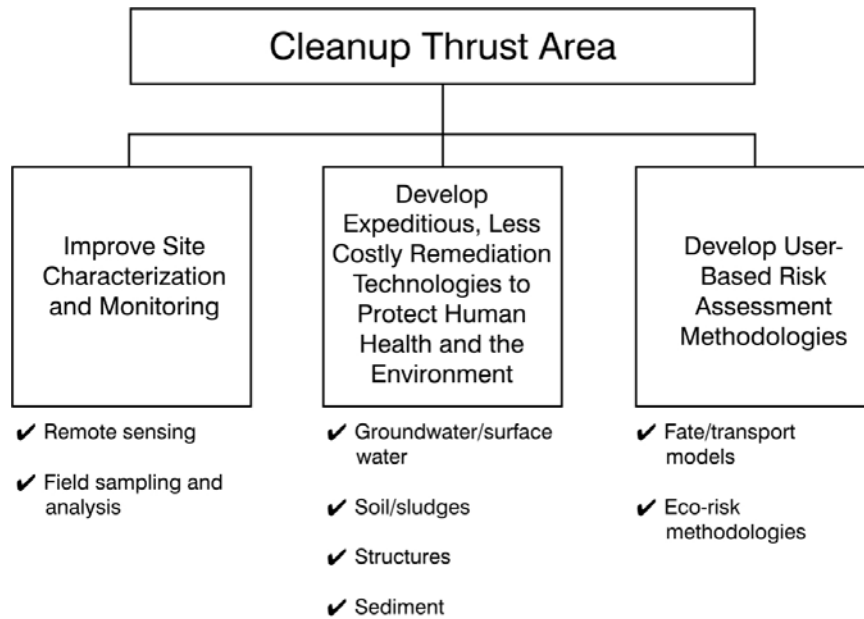 Cleanup Thrust Area
Improve Site
Characterization
and Monitoring
✔ Remote sensing
✔ Field sampling and
analysis
Develop
Expeditious, Less
Costly Remediation
Technologies to
Protect Human
Health and the
Environment
✔ Groundwater/surface
water
✔ Soil/sludges
✔ Structures
✔ Sediment
Develop User-
Based Risk
Assessment
Methodologies
✔ Fate/transport
models
✔ Eco-risk
methodologies